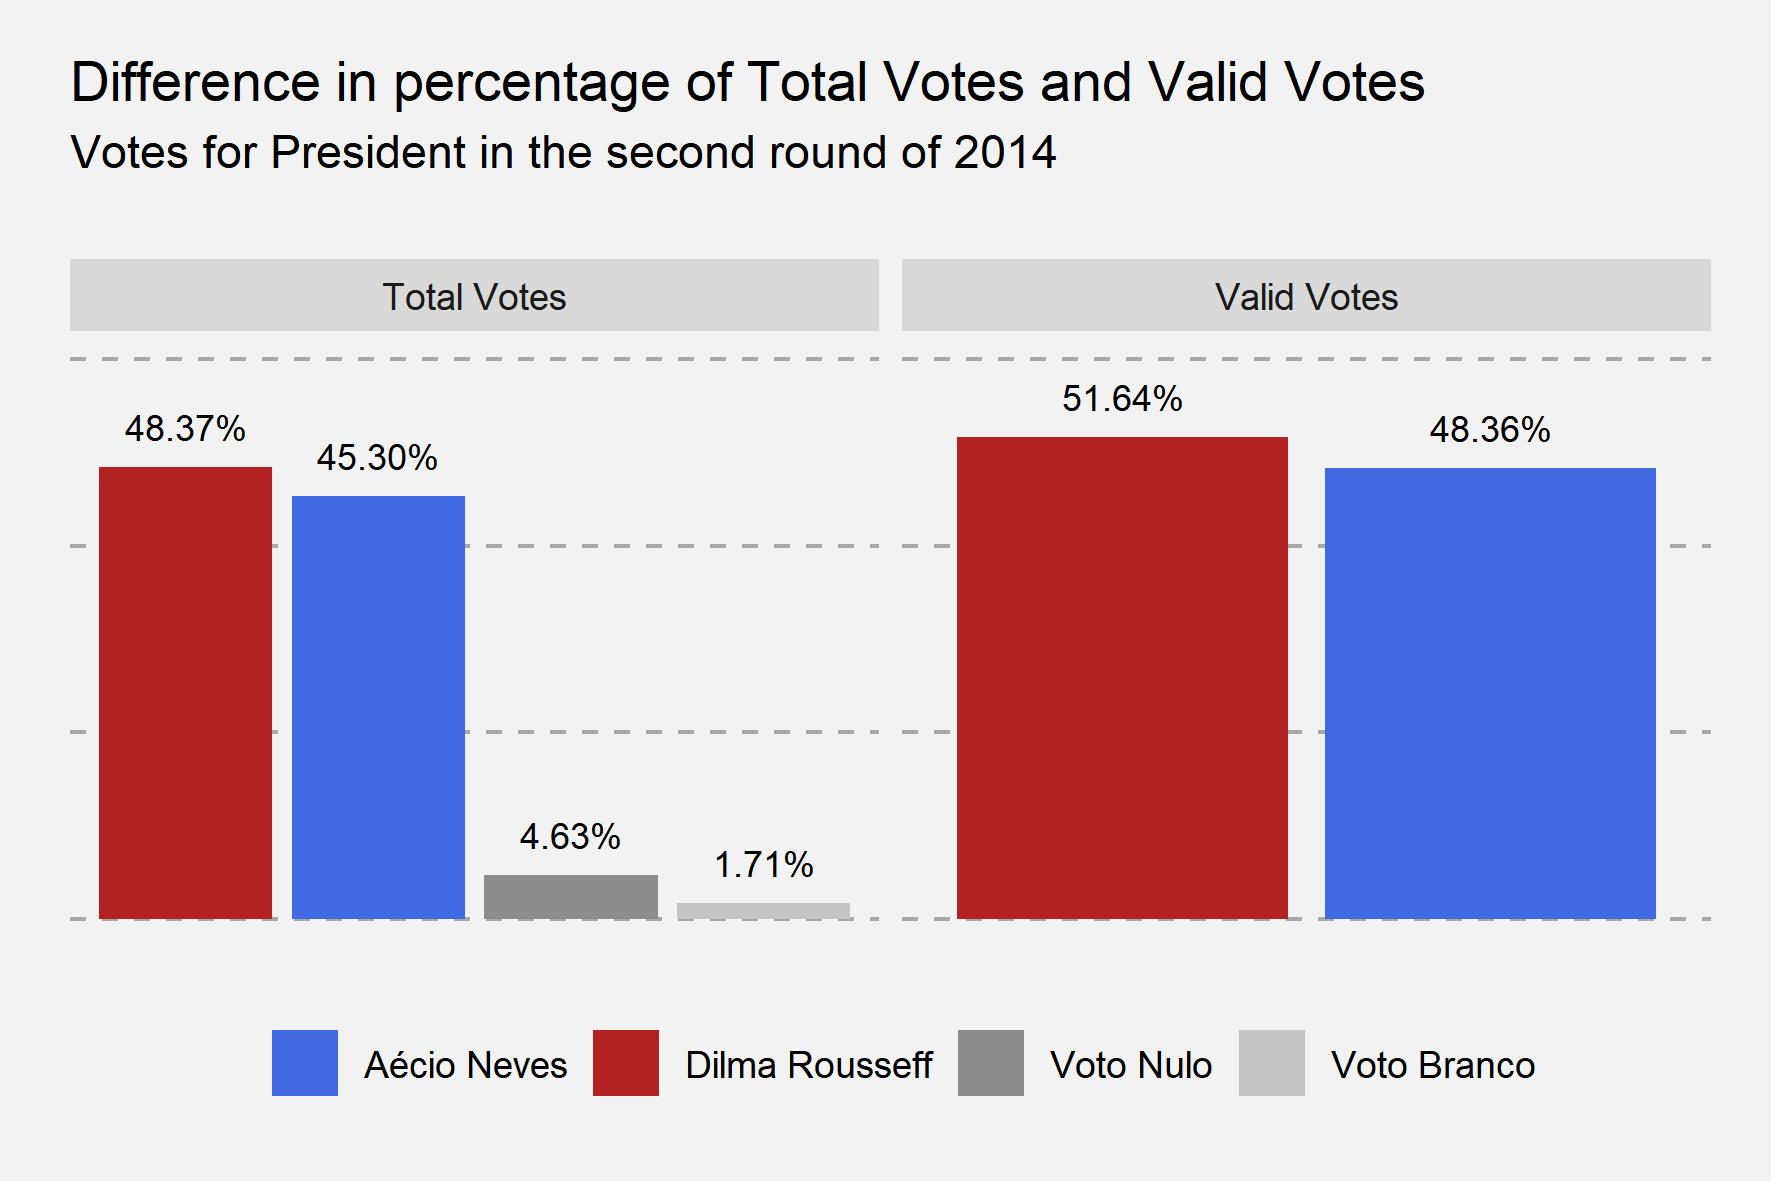 Difference in percentage of Total Votes and Valid Votes
Votes for President in the second round of 2014
Total Votes
48.37%
45.30%
4.63%
1.71%
Valid Votes
51.64%
48.36%
Aécio Neves
Dilma Rousseff
Voto Nulo
Voto Branco